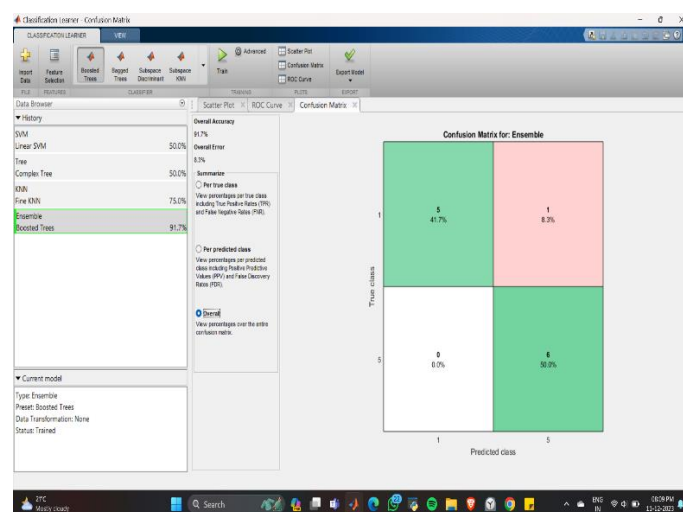 Classification Learner - Confusion Matrix
CLASSIFICATION LEARNER
VIEW
Import Data
Feature Selection
Boosted Trees
Bagged Trees
Subspace Discriminant
Subspace KNN
Train
Advanced
Scatter Plot
Confusion Matrix
ROC Curve
Export Model
FILE
FEATURES
CLASSIFIER
TRAINING
PLOTS
EXPORT
Data Browser
Scatter Plot
ROC Curve
Confusion Matrix
▼ History
SVM
Linear SVM 50.0%
Tree
Complex Tree 50.0%
KNN
Fine KNN 75.0%
Ensemble
Boosted Trees 91.7%
▼ Current model
Type: Ensemble
Preset: Boosted Trees
Data Transformation: None
Status: Trained
Overall Accuracy
91.7%
Overall Error
8.3%
Summarize
Per true class
View percentages per true class
including True Positive Rates (TPR)
and False Negative Rates (FNR).
Per predicted class
View percentages per predicted
class including Positive Predictive
Values (PPV) and False Discovery
Rates (FDR).
Overall
View percentages over the entire
confusion matrix.
Confusion Matrix for: Ensemble
True class
1
5
41.7%
1
8.3%
5
0
0.0%
6
50.0%
1
5
Predicted class
21°C
Mostly cloudy
Search
ENG
IN
08:09 PM
11-12-2023